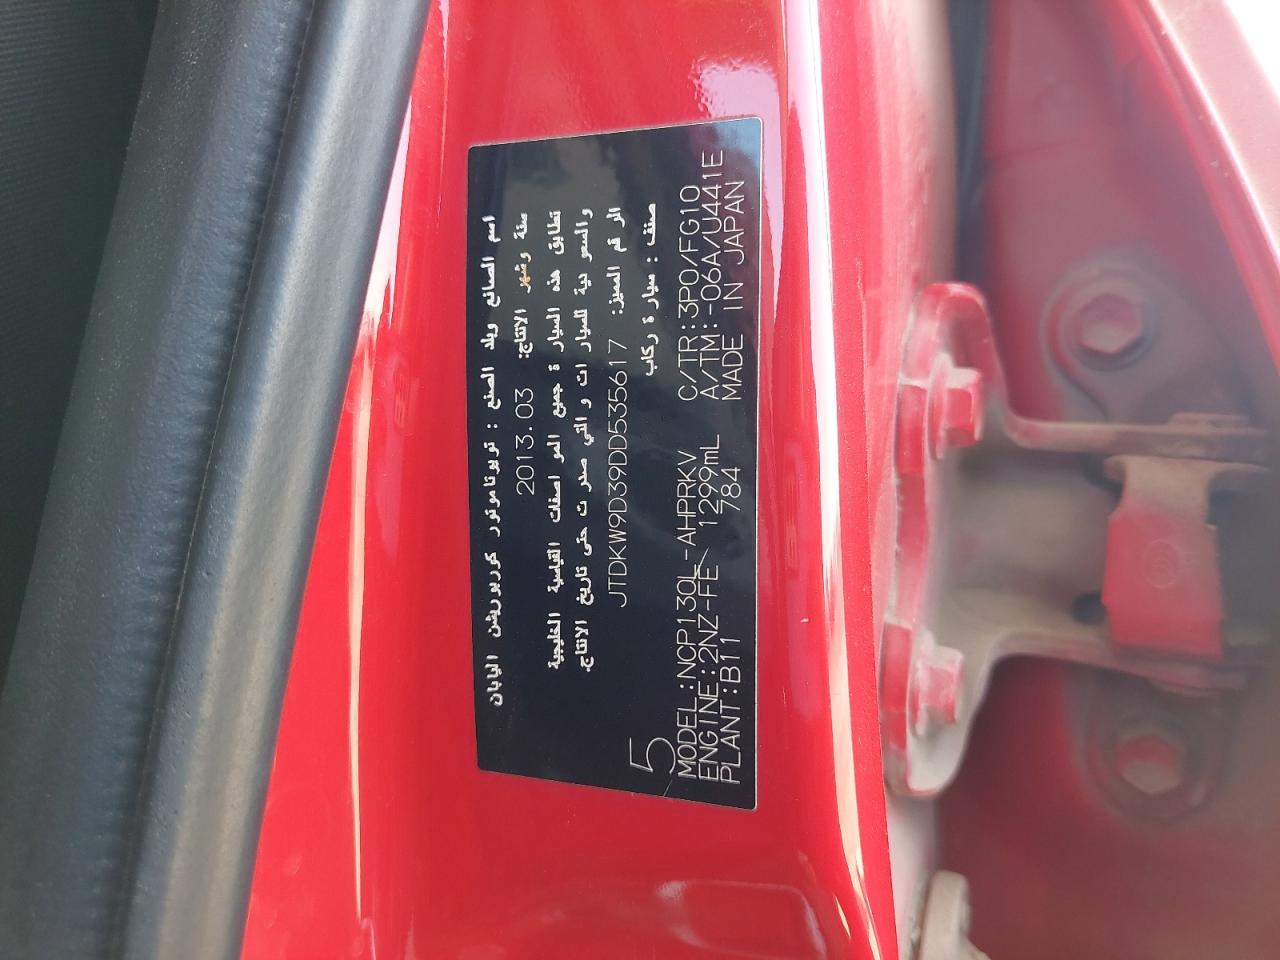 اسم الصانع وبلد الصنع : تويوتا موتور كوربوريشن اليابان
سنة وشهر الانتاج: 2013.03
تطابق هذه السيارة جميع المواصفات القياسية الخليجية
والسعودية للسيارات والتي صدرت حتى تاريخ الانتاج.
الرقم المميز: JTDKW9D39DD535617
صنف : سيارة ركاب
5
MODEL:NCP130L-AHPRKV C/TR:3P0/FG10
ENGINE:2NZ-FE 1299mL A/TM:-06A/U441E
PLANT:B11 784 MADE IN JAPAN